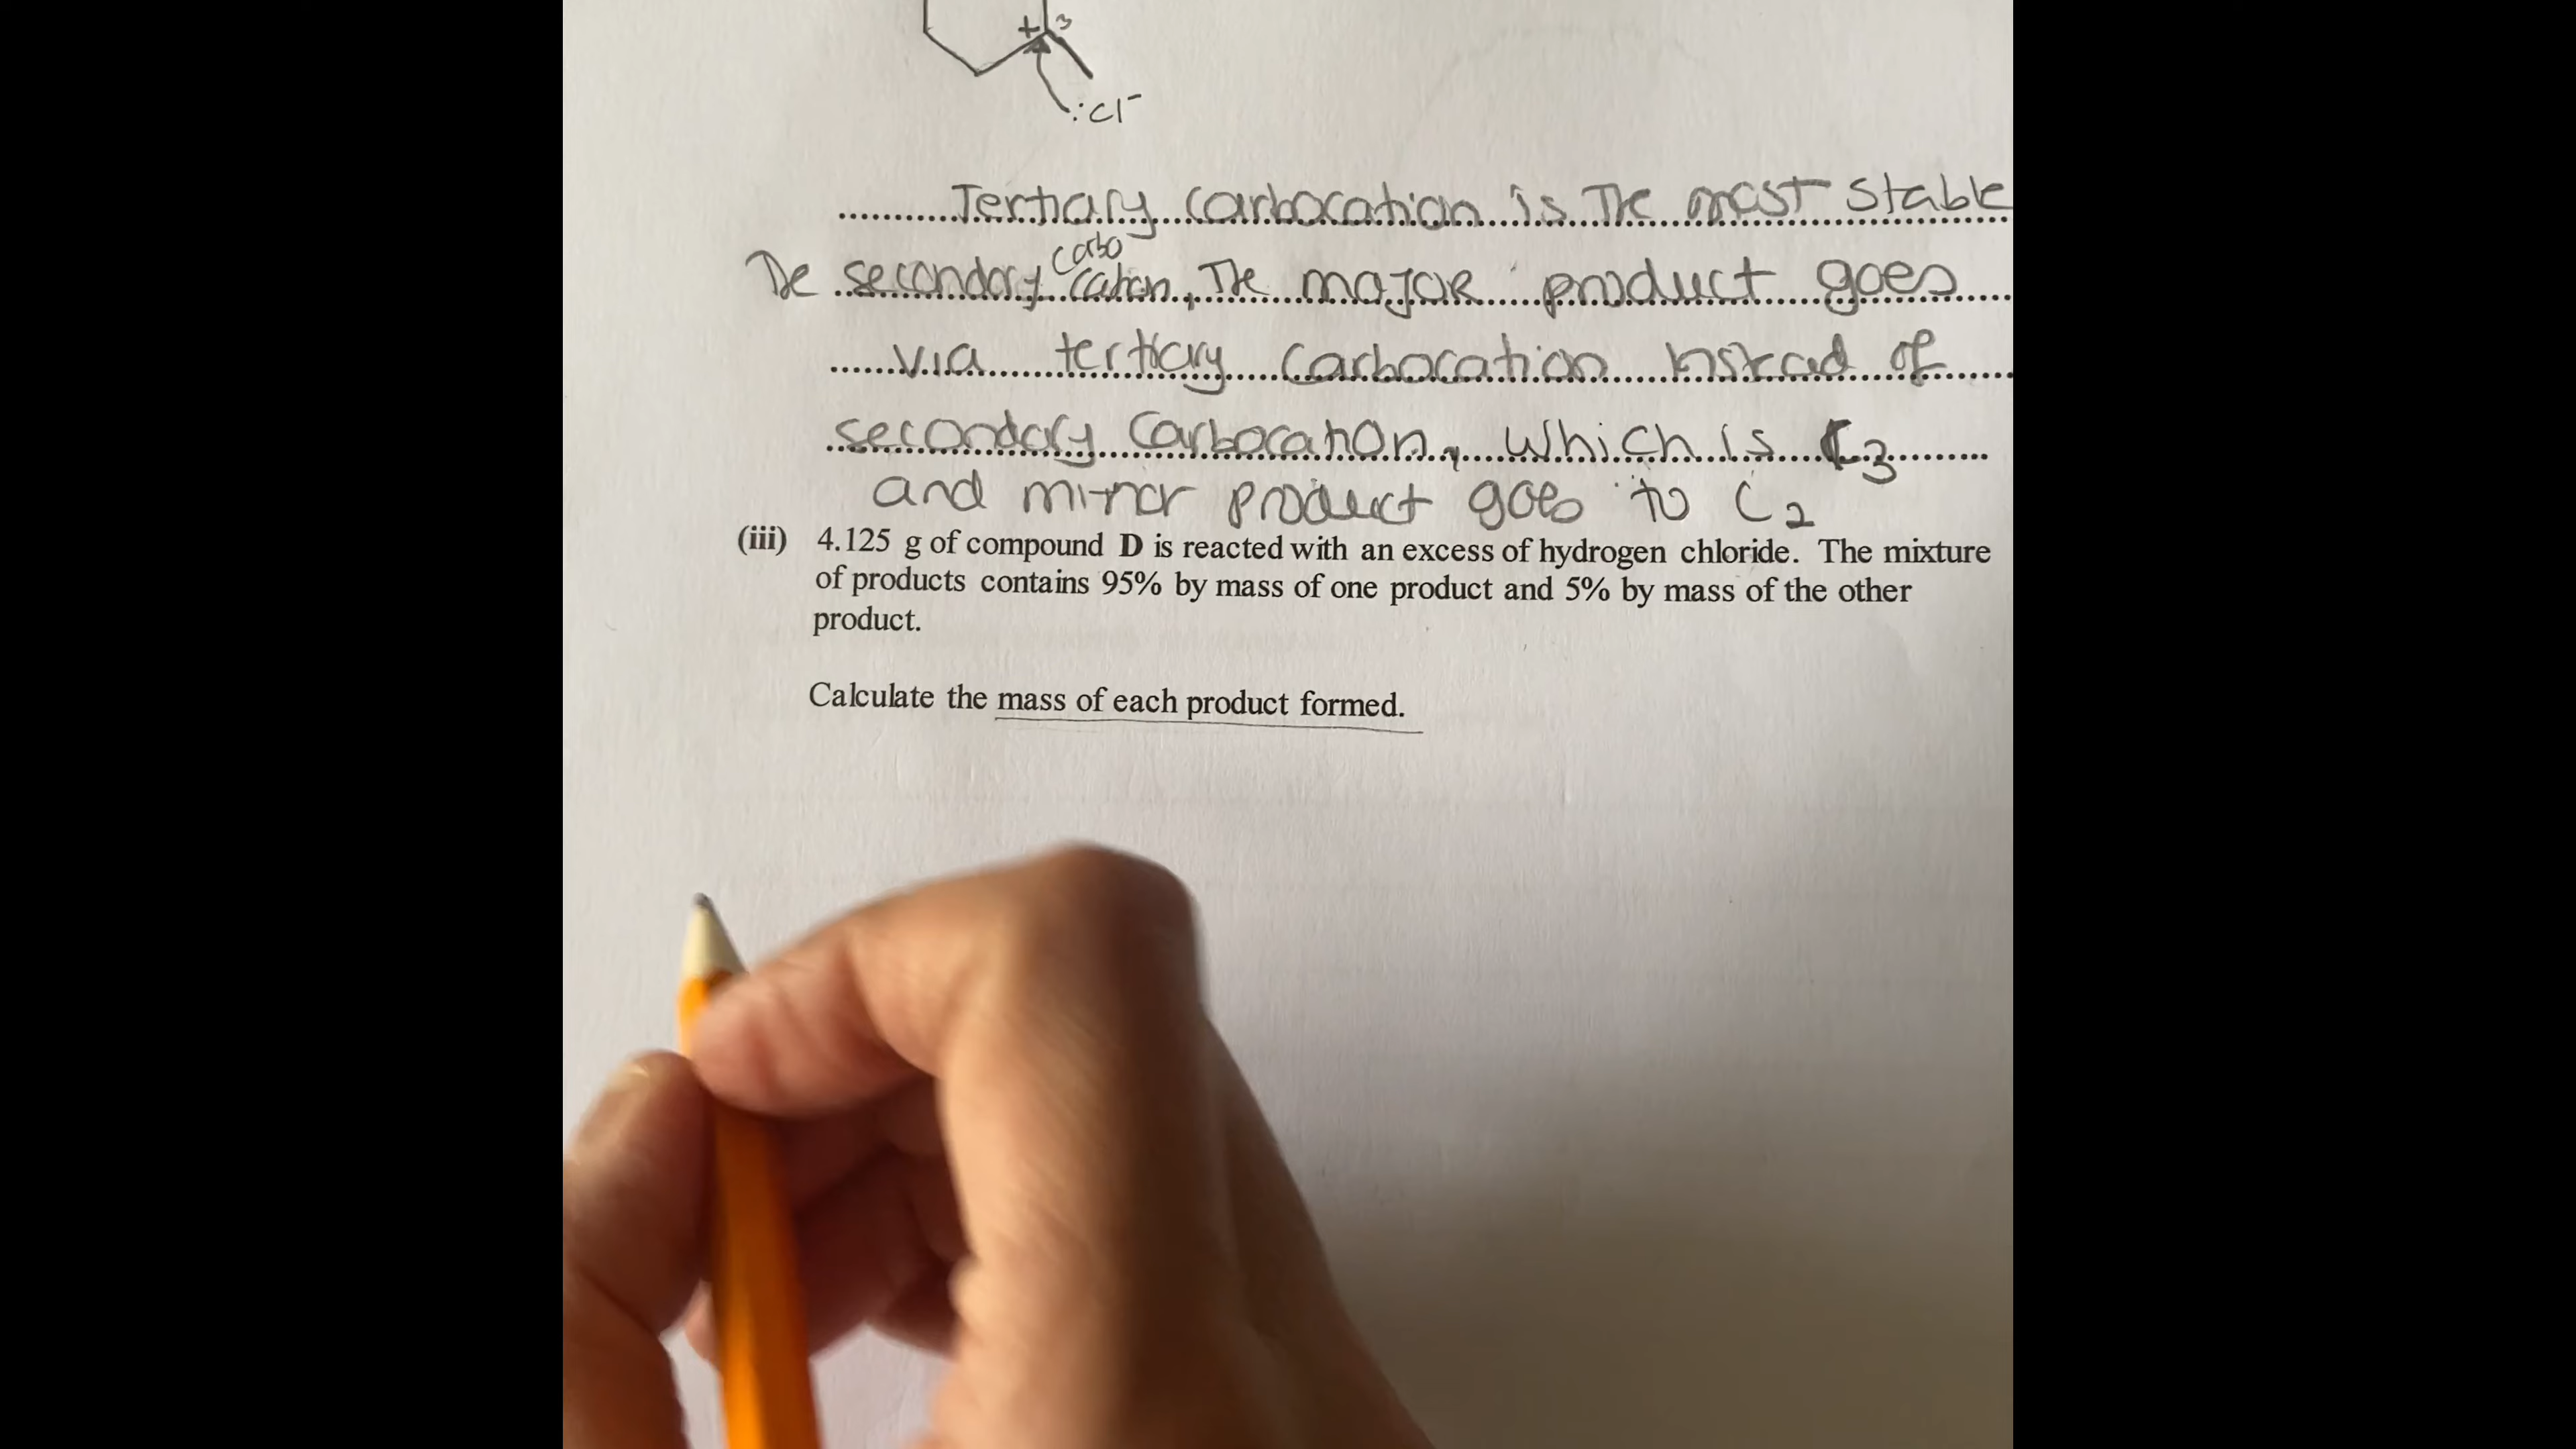 + 3
:Cl⁻
Tertiary carbocation is The most stable
The secondary carbocation, The major product goes
via tertiary carbocation instead of
secondary carbocation, which is C₃
and minor product goes to C₂
(iii) 4.125 g of compound D is reacted with an excess of hydrogen chloride. The mixture
of products contains 95% by mass of one product and 5% by mass of the other
product.
Calculate the mass of each product formed.